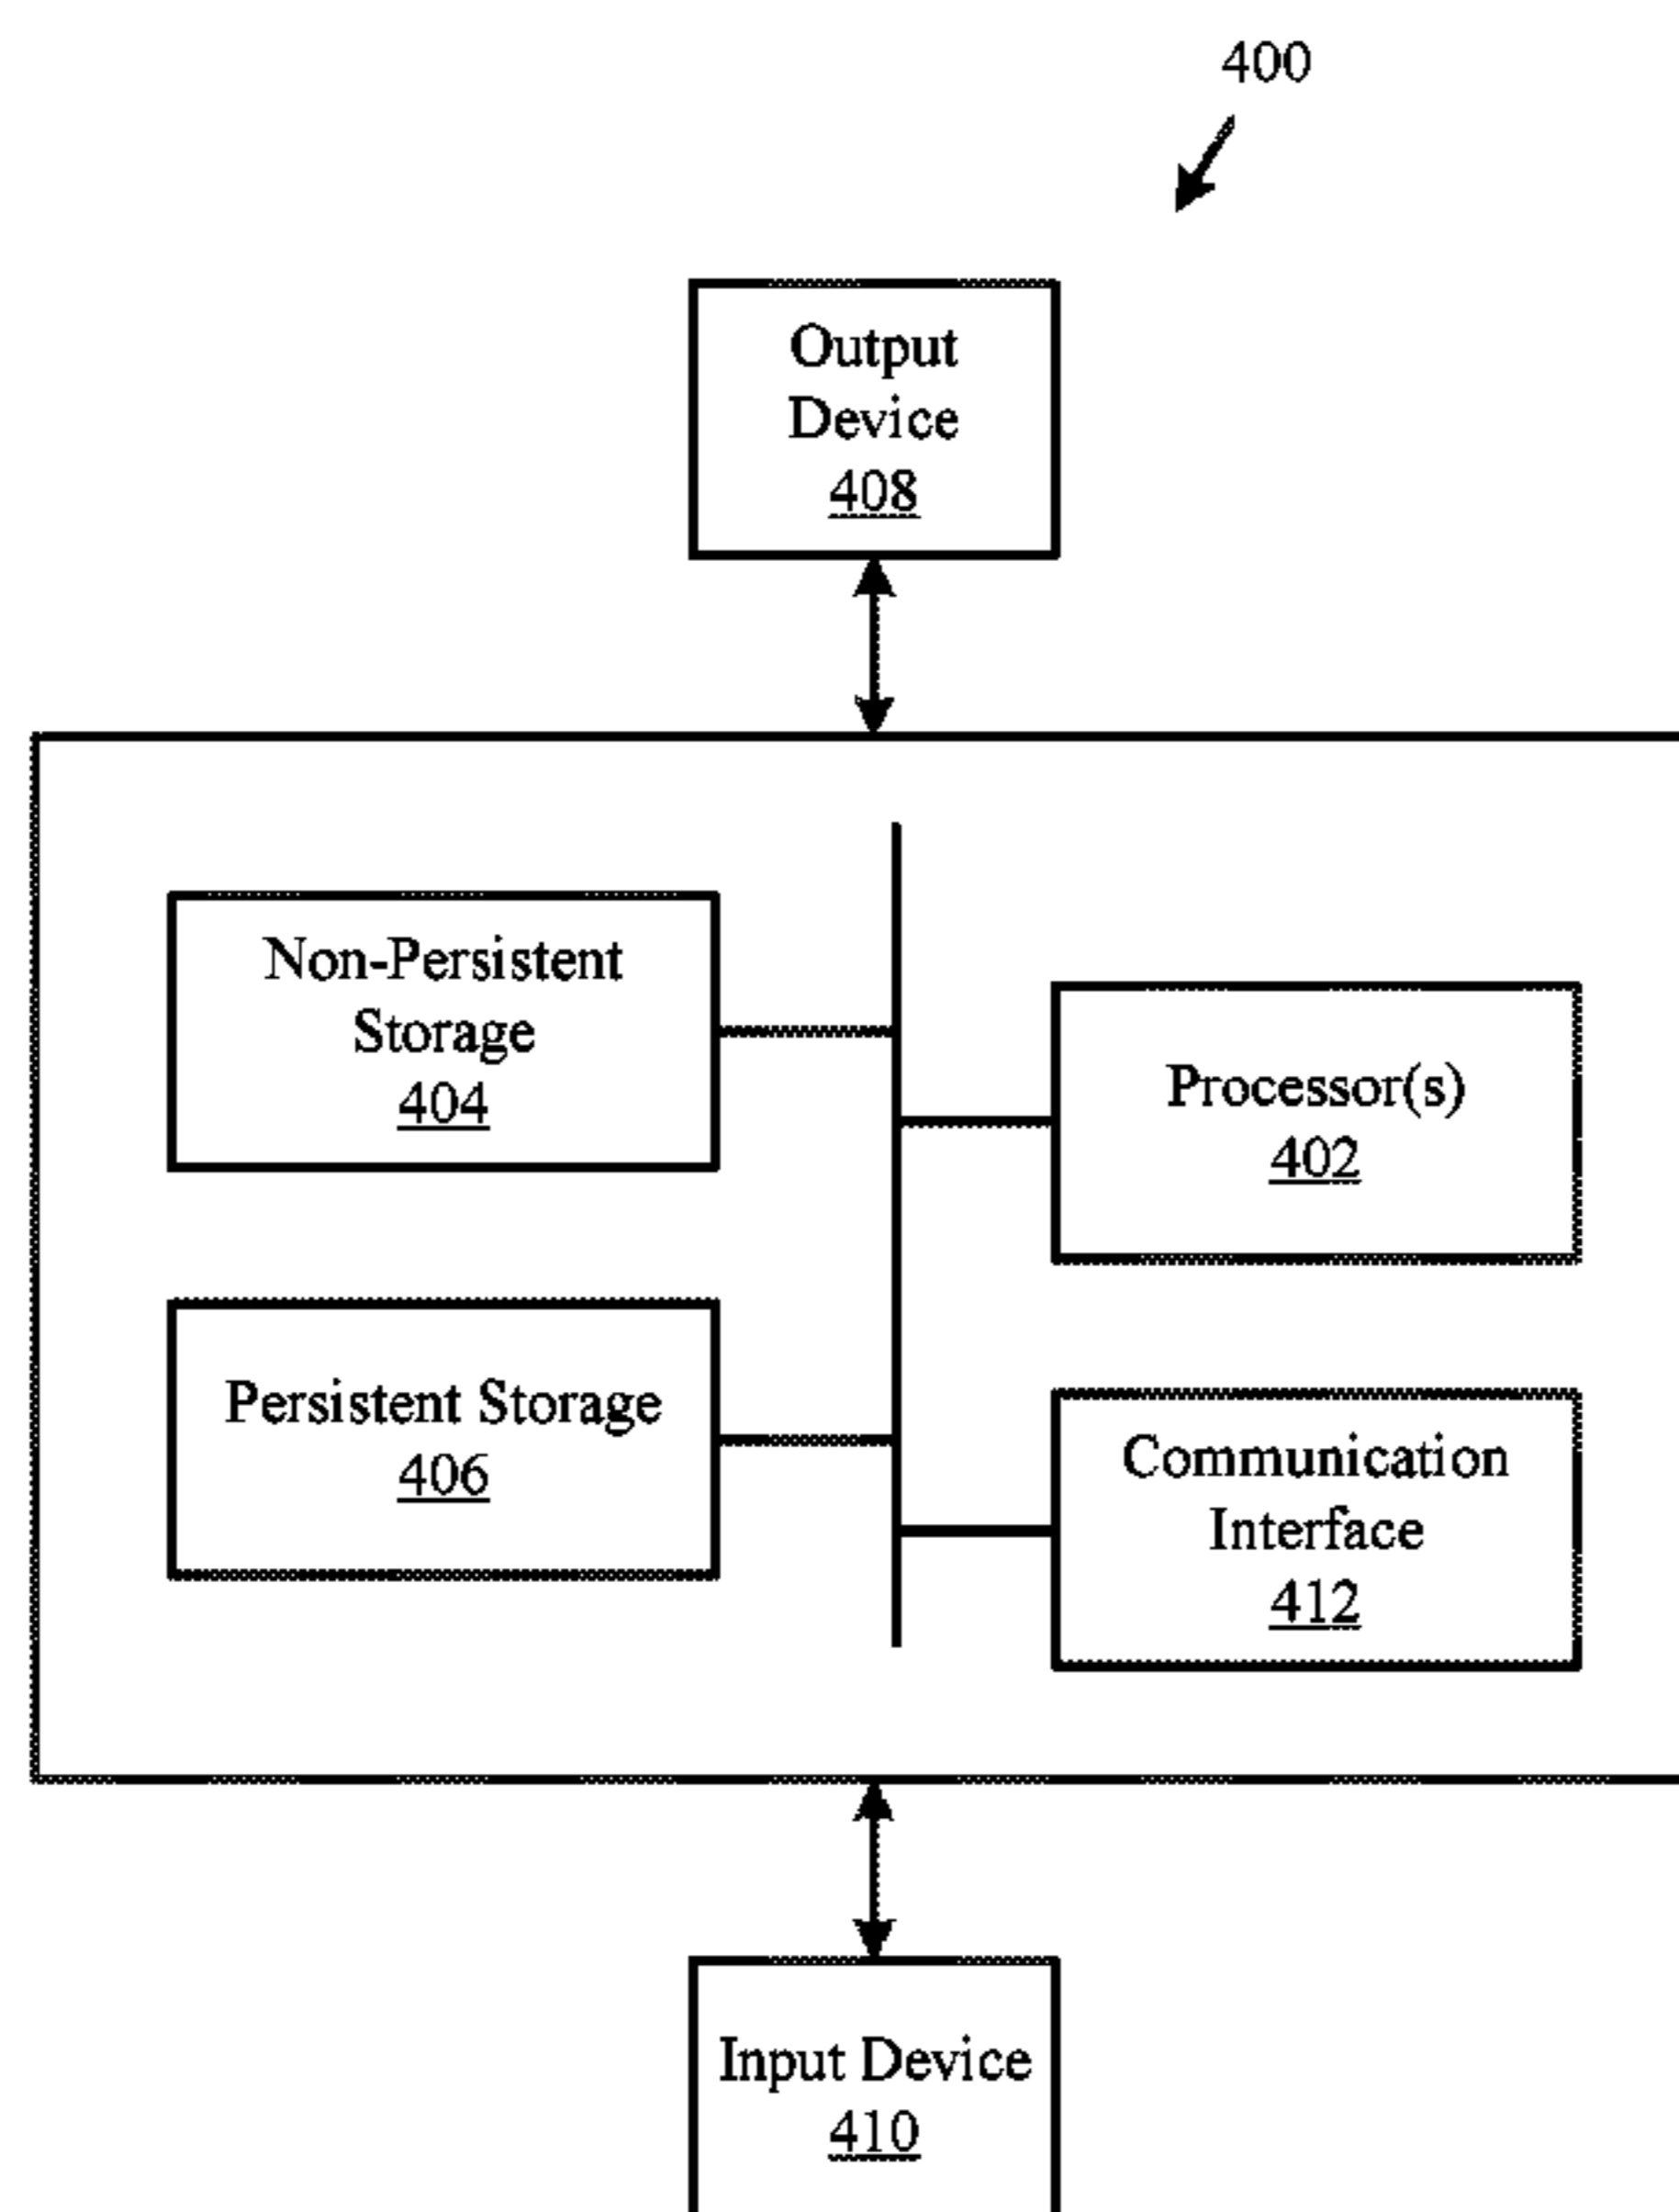 400
Output
Device
408
Non-Persistent
Storage
404
Processor(s)
402
Persistent Storage
406
Communication
Interface
412
Input Device
410